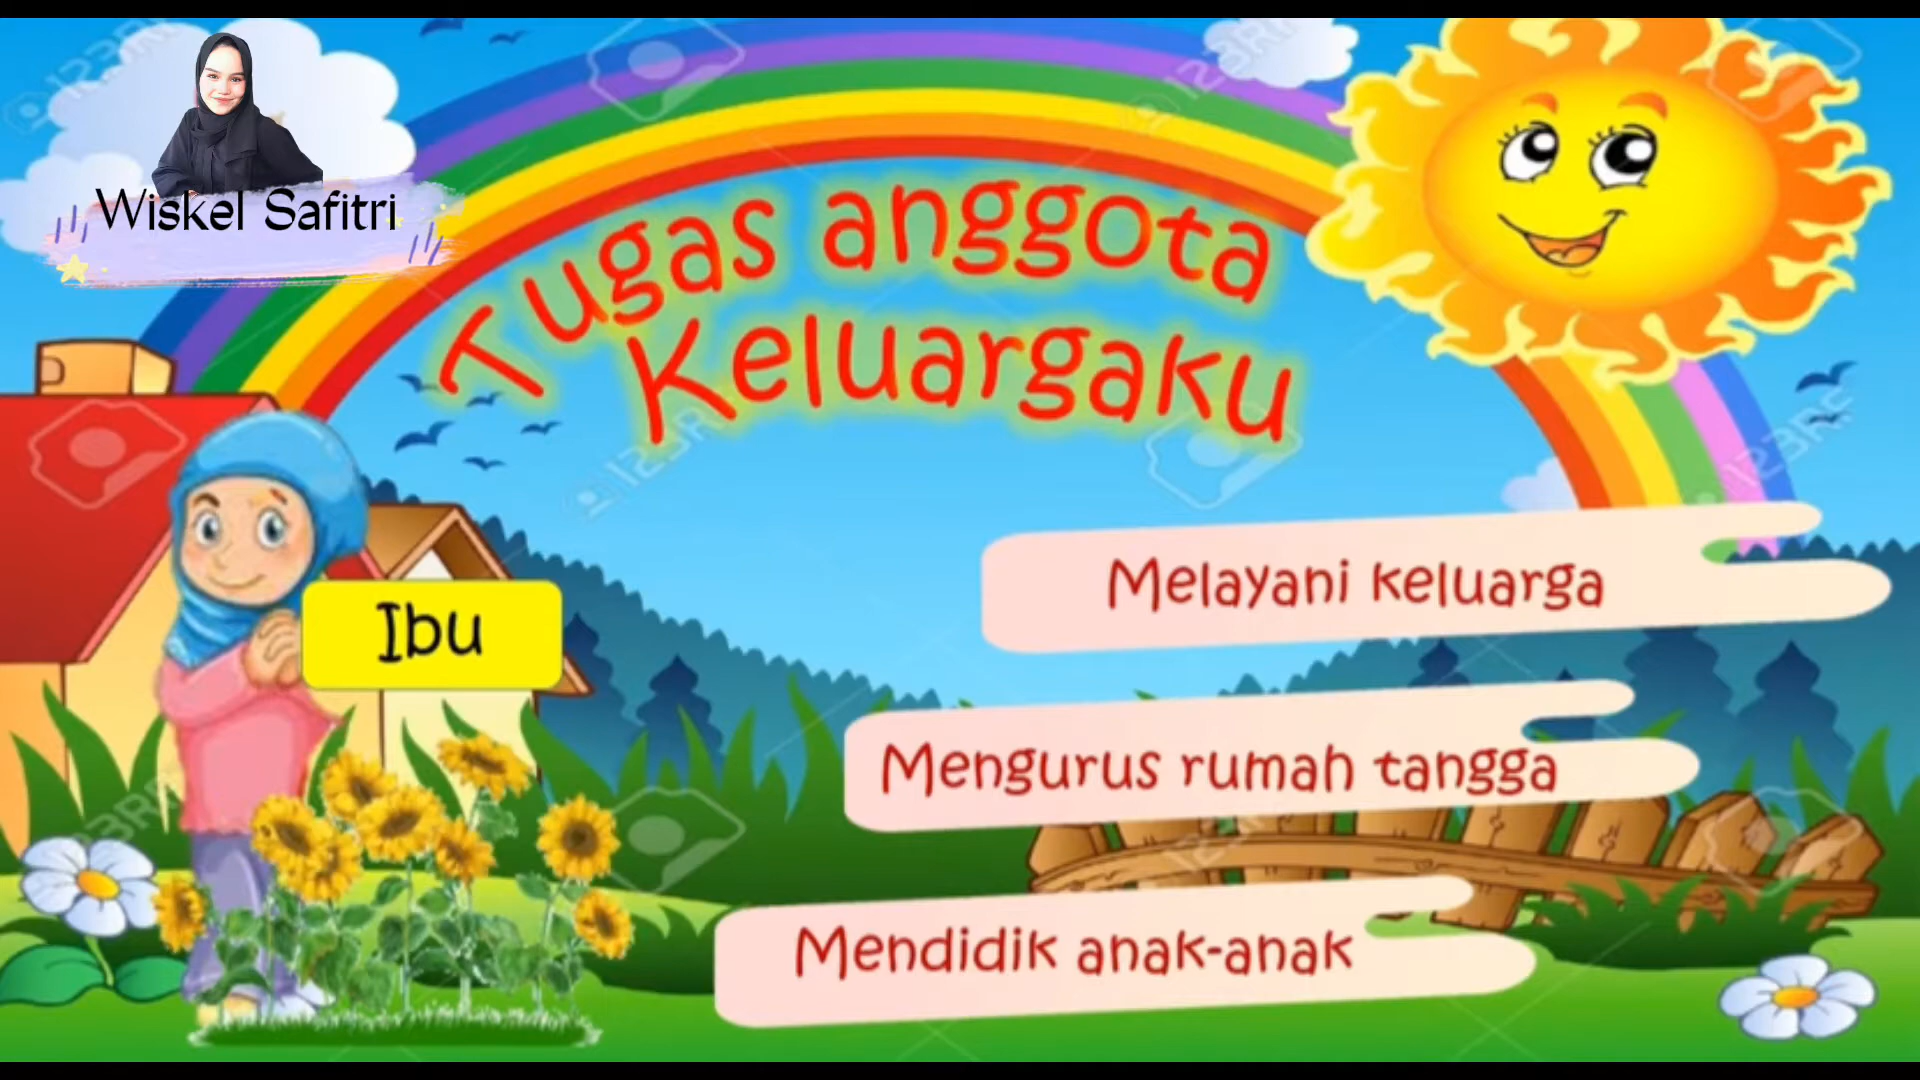 Wiskel Safitri
Tugas anggota
Keluargaku
Ibu
Melayani keluarga
Mengurus rumah tangga
Mendidik anak-anak